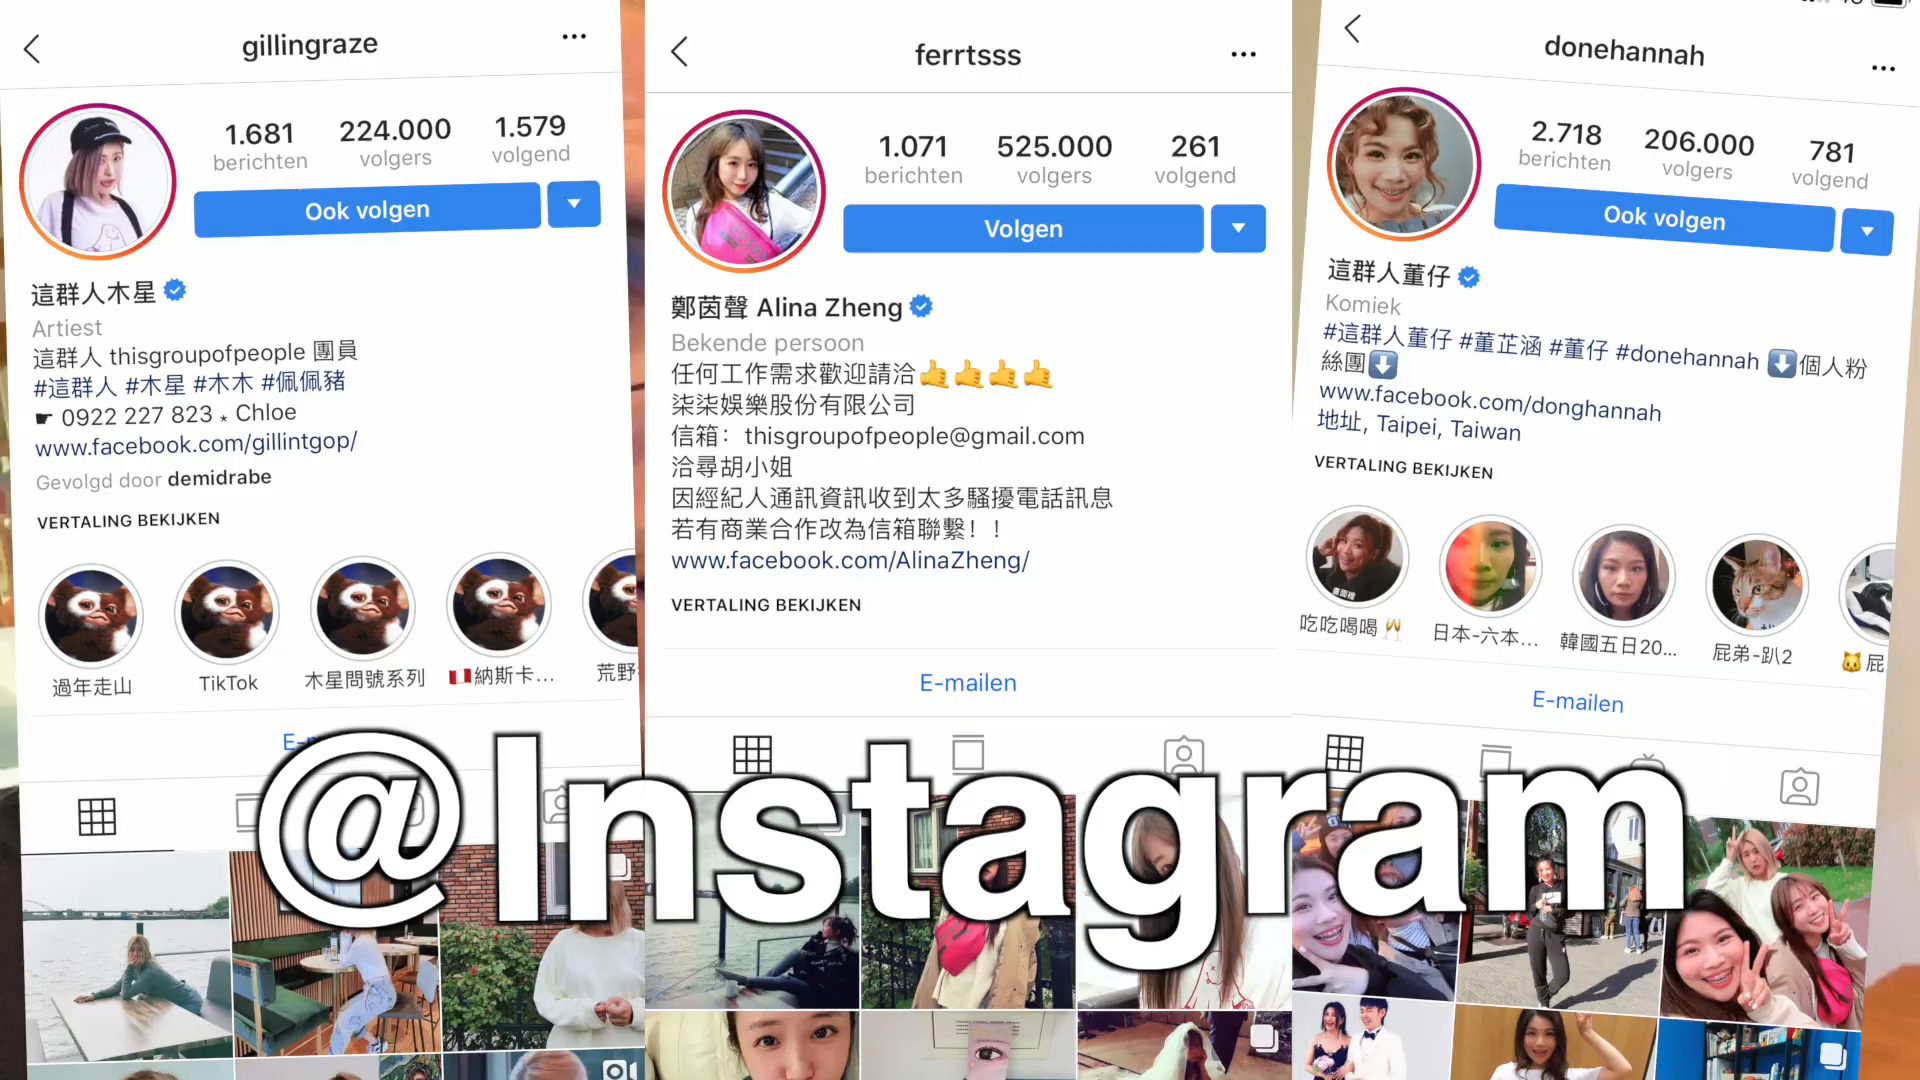 gillingraze
1.681
224.000
1.579
berichten
volgers
volgend
Ook volgen
這群人木星
Artiest
這群人 thisgroupofpeople 團員
#這群人 #木星 #木木 #佩佩豬
☛ 0922 227 823 ⁎ Chloe
www.facebook.com/gillintgop/
Gevolgd door demidrabe
VERTALING BEKIJKEN
過年走山
TikTok
木星問號系列
🇵🇪納斯卡...
荒野
ferrtsss
1.071
525.000
261
berichten
volgers
volgend
Volgen
鄭茵聲 Alina Zheng
Bekende persoon
任何工作需求歡迎請洽🤙🤙🤙🤙
柒柒娛樂股份有限公司
信箱：thisgroupofpeople@gmail.com
洽尋胡小姐
因經紀人通訊資訊收到太多騷擾電話訊息
若有商業合作改為信箱聯繫！！
www.facebook.com/AlinaZheng/
VERTALING BEKIJKEN
E-mailen
donehannah
2.718
206.000
781
berichten
volgers
volgend
Ook volgen
這群人董仔
Komiek
#這群人董仔 #董芷涵 #董仔 #donehannah ⬇️個人粉
絲團⬇️
www.facebook.com/donghannah
地址, Taipei, Taiwan
VERTALING BEKIJKEN
吃吃喝喝🥂
日本-六本...
韓國五日20...
屁弟-趴2
🐱屁
E-mailen
@Instagram